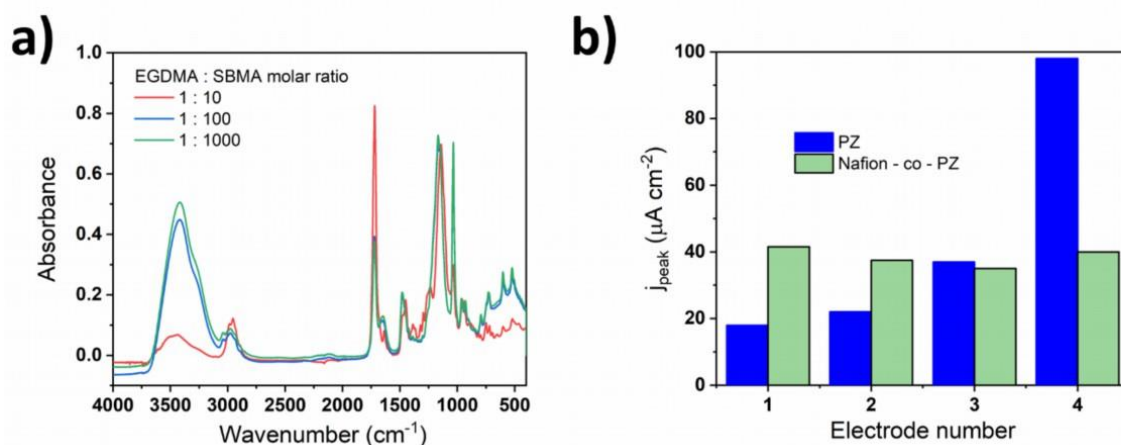 a)
EGDMA : SBMA molar ratio
1 : 10
1 : 100
1 : 1000
1.0
0.8
0.6
0.4
0.2
0.0
Absorbance
4000 3500 3000 2500 2000 1500 1000 500
Wavenumber (cm⁻¹)
b)
PZ
Nafion - co - PZ
100
80
60
40
20
0
j_peak (µA cm⁻²)
1 2 3 4
Electrode number